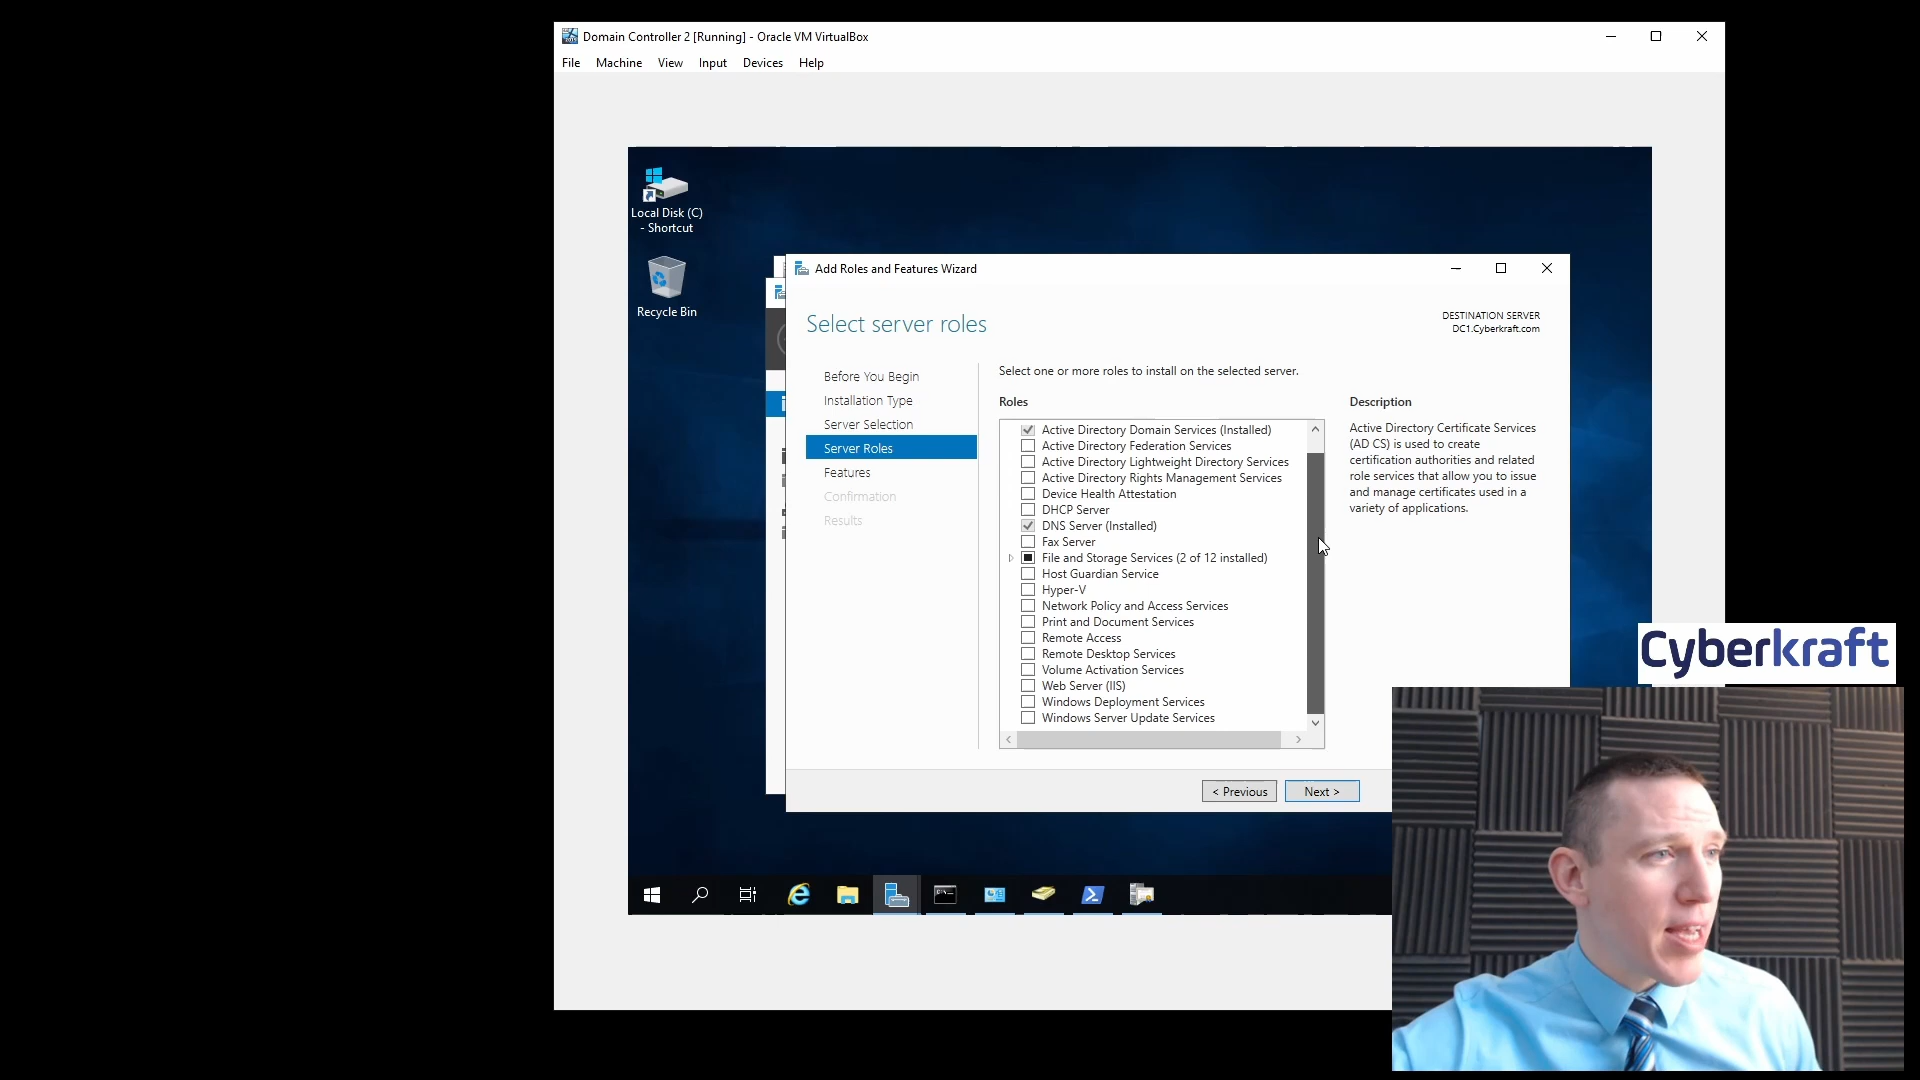 Domain Controller 2 [Running] - Oracle VM VirtualBox
File Machine View Input Devices Help
Local Disk (C)
- Shortcut
Recycle Bin
Add Roles and Features Wizard
Select server roles
DESTINATION SERVER
DC1.Cyberkraft.com
Before You Begin
Installation Type
Server Selection
Server Roles
Features
Confirmation
Results
Select one or more roles to install on the selected server.
Roles
Active Directory Domain Services (Installed)
Active Directory Federation Services
Active Directory Lightweight Directory Services
Active Directory Rights Management Services
Device Health Attestation
DHCP Server
DNS Server (Installed)
Fax Server
File and Storage Services (2 of 12 installed)
Host Guardian Service
Hyper-V
Network Policy and Access Services
Print and Document Services
Remote Access
Remote Desktop Services
Volume Activation Services
Web Server (IIS)
Windows Deployment Services
Windows Server Update Services
Description
Active Directory Certificate Services
(AD CS) is used to create
certification authorities and related
role services that allow you to issue
and manage certificates used in a
variety of applications.
< Previous
Next >
Cyberkraft